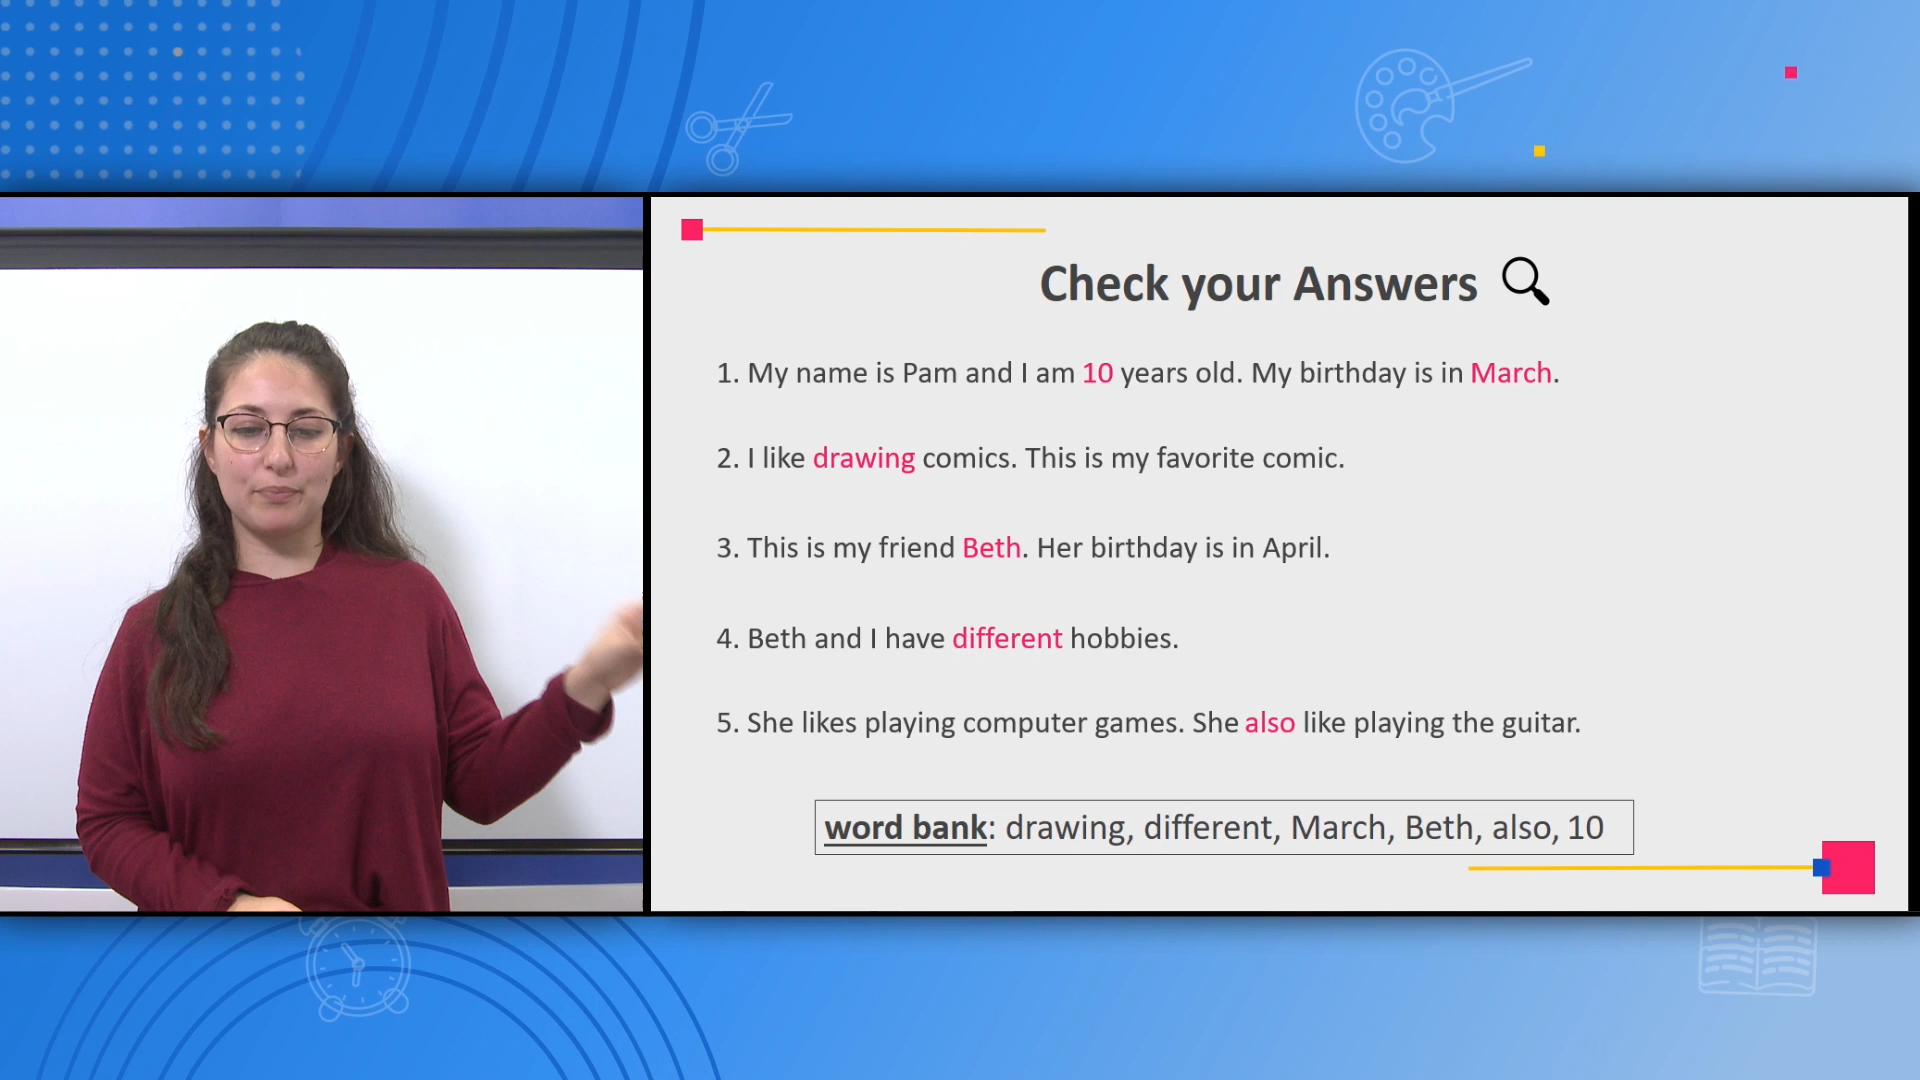 Check your Answers
1. My name is Pam and I am 10 years old. My birthday is in March.
2. I like drawing comics. This is my favorite comic.
3. This is my friend Beth. Her birthday is in April.
4. Beth and I have different hobbies.
5. She likes playing computer games. She also like playing the guitar.
word bank: drawing, different, March, Beth, also, 10